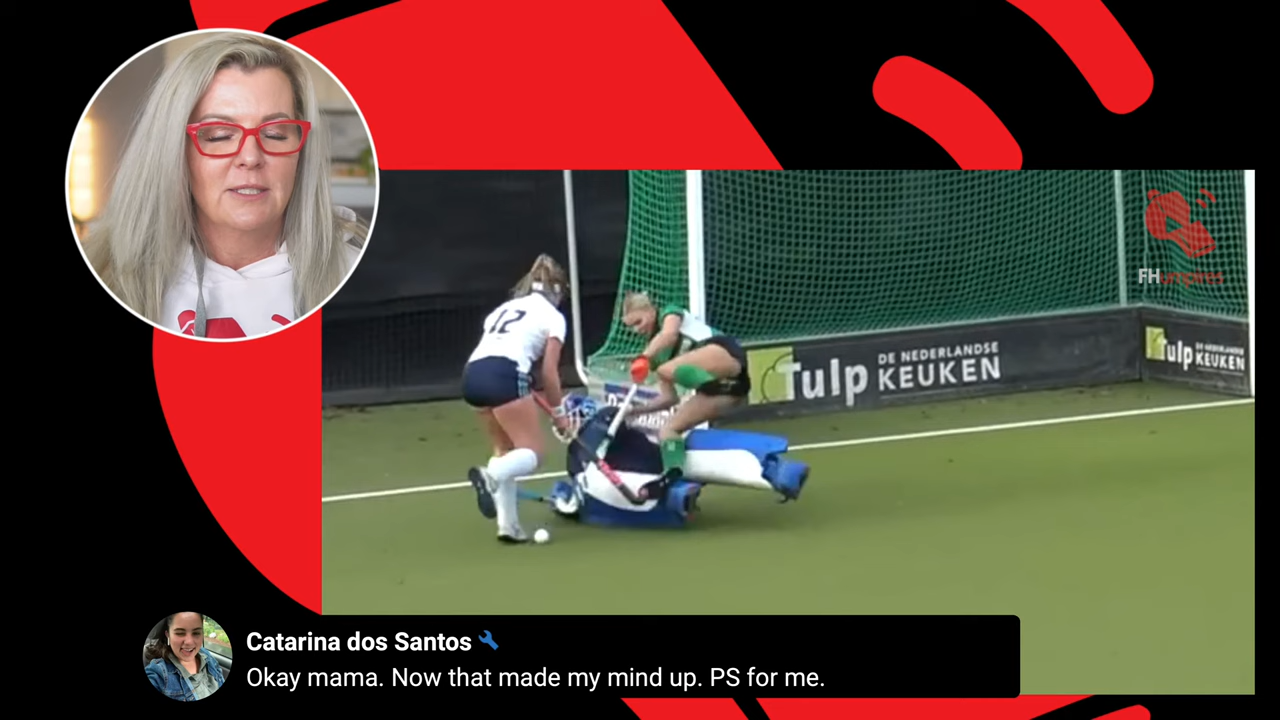 12
FHumpires
Tulp DE NEDERLANDSE KEUKEN
Tulp DE NEDERLANDSE KEUKEN
Catarina dos Santos
Okay mama. Now that made my mind up. PS for me.